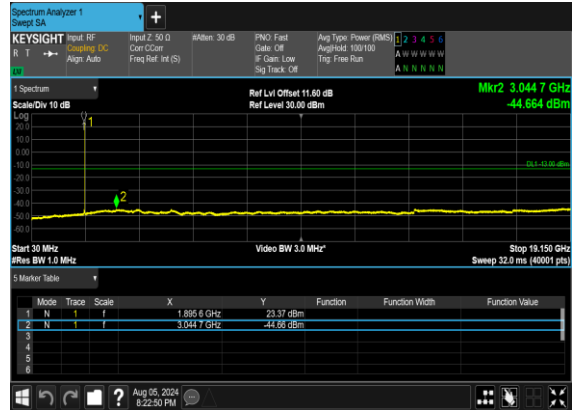 Spectrum Analyzer 1
Swept SA
+
KEYSIGHT Input: RF Input Z: 50 Ω #Atten: 30 dB PNO: Fast Avg Type: Power (RMS) 1 2 3 4 5 6
R T Coupling: DC Corr CCorr Gate: Off Avg|Hold: 100/100 A W W W W W
Align: Auto Freq Ref: Int (S) IF Gain: Low Trig: Free Run
Sig Track: Off A N N N N N
1 Spectrum
Ref Lvl Offset 11.60 dB Mkr2 3.044 7 GHz
Scale/Div 10 dB Ref Level 30.00 dBm -44.664 dBm
Log
1
20.0
10.0
0.00
-10.0
DL1 -13.00 dBm
-20.0
-30.0
2
-40.0
-50.0
-60.0
Start 30 MHz Video BW 3.0 MHz* Stop 19.150 GHz
#Res BW 1.0 MHz Sweep 32.0 ms (40001 pts)
5 Marker Table
Mode Trace Scale X Y Function Function Width Function Value
1 N 1 f 1.895 6 GHz 23.37 dBm
2 N 1 f 3.044 7 GHz -44.66 dBm
3
4
5
6
? Aug 05, 2024
8:22:50 PM